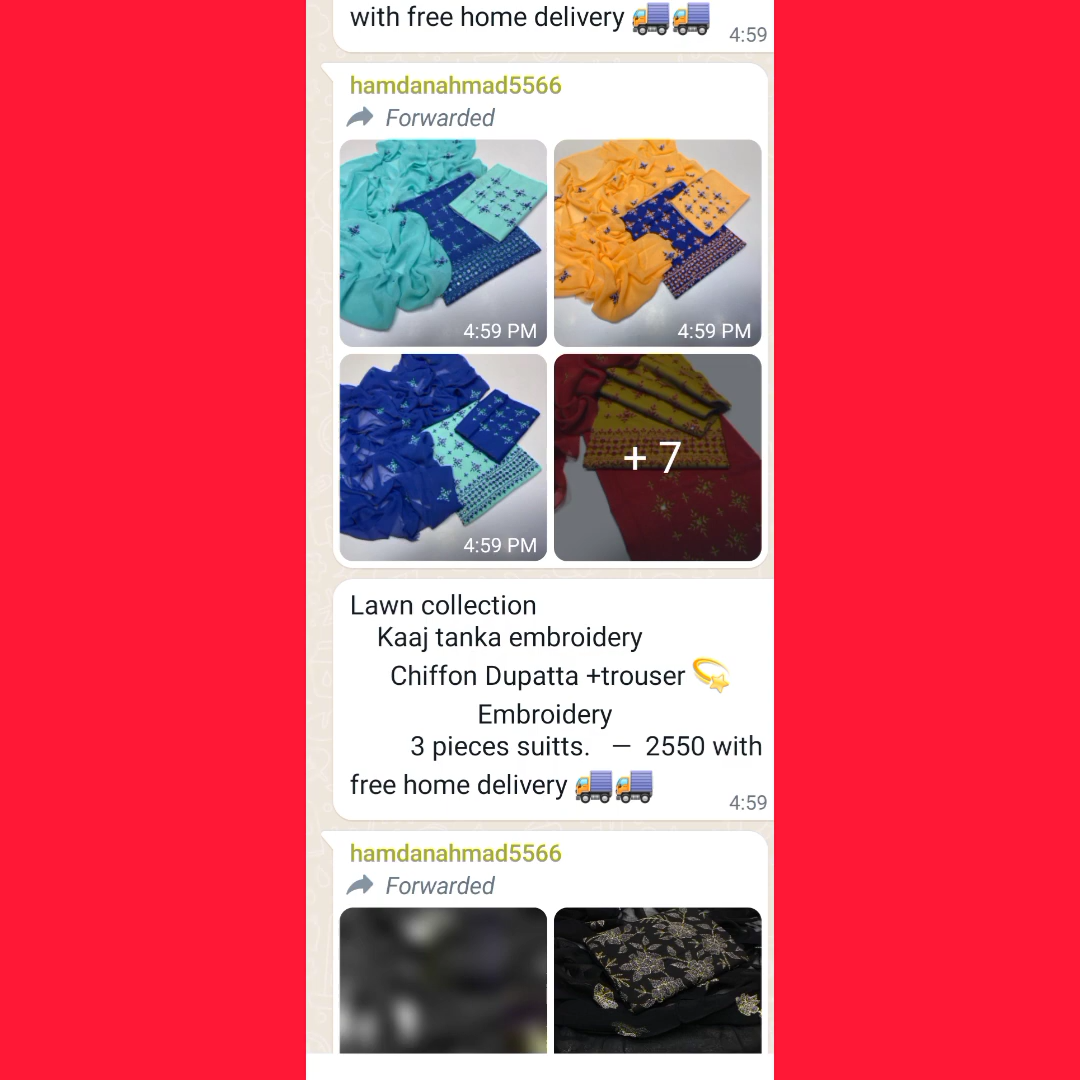 with free home delivery 🚚🚚
4:59
hamdanahmad5566
Forwarded
4:59 PM
4:59 PM
4:59 PM
+ 7
Lawn collection
Kaaj tanka embroidery
Chiffon Dupatta +trouser 💫
Embroidery
3 pieces suitts. — 2550 with
free home delivery 🚚🚚
4:59
hamdanahmad5566
Forwarded